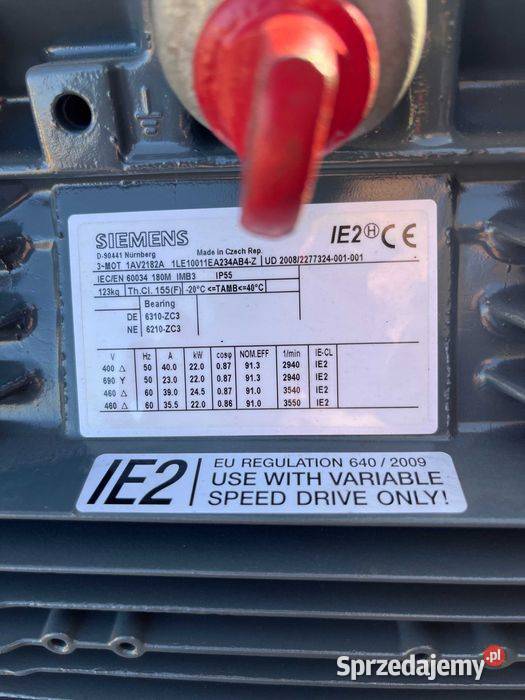 SIEMENS
IE2 Ⓗ CE
D-90441 Nürnberg Made in Czech Rep.
3-MOT 1AV2182A 1LE10011EA234AB4-Z UD 2008/2277324-001-001
IEC/EN 60034 180M IMB3 IP55
123kg Th.Cl. 155(F) -20°C <=TAMB<=40°C
Bearing
DE 6310-ZC3
NE 6210-ZC3
V Hz A kW cosφ NOM.EFF 1/min IE-CL
400 Δ 50 40.0 22.0 0.87 91.3 2940 IE2
690 Y 50 23.0 22.0 0.87 91.3 2940 IE2
460 Δ 60 39.0 24.5 0.87 91.0 3540 IE2
460 Δ 60 35.5 22.0 0.86 91.0 3550 IE2
IE2
EU REGULATION 640 / 2009
USE WITH VARIABLE
SPEED DRIVE ONLY!
Sprzedajemy.pl